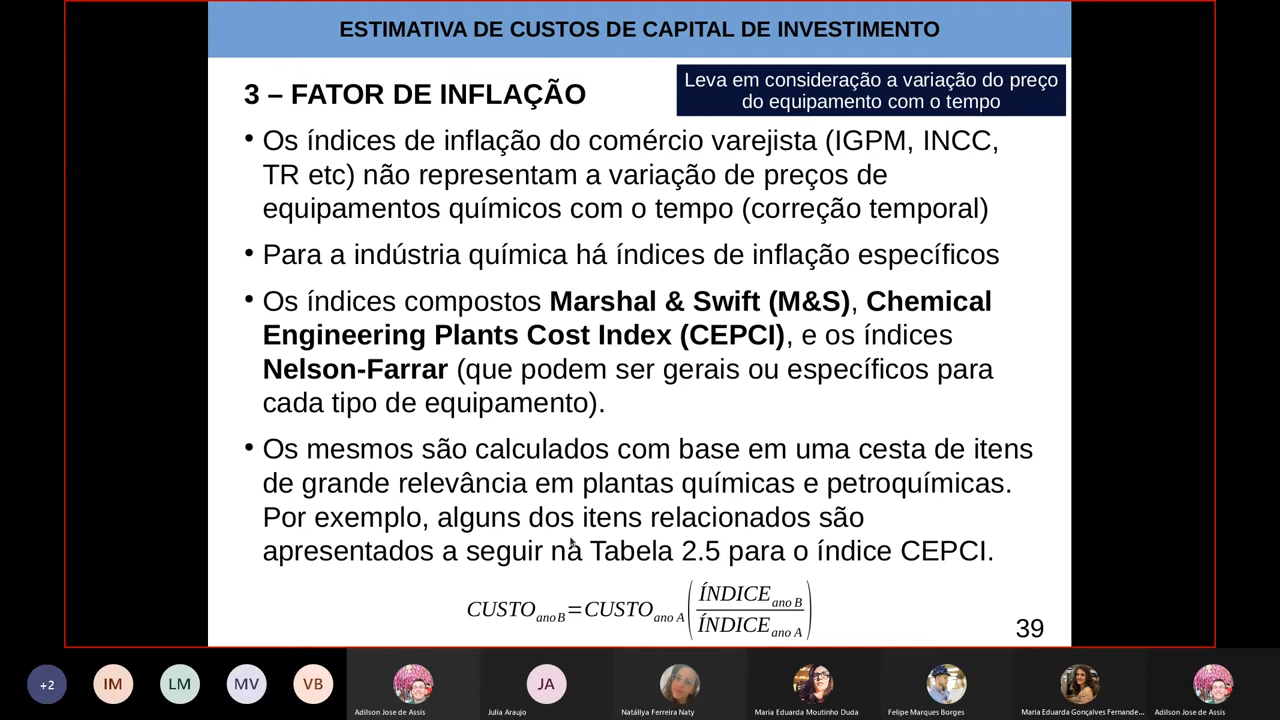 ESTIMATIVA DE CUSTOS DE CAPITAL DE INVESTIMENTO
3 – FATOR DE INFLAÇÃO
Leva em consideração a variação do preço
do equipamento com o tempo
• Os índices de inflação do comércio varejista (IGPM, INCC,
TR etc) não representam a variação de preços de
equipamentos químicos com o tempo (correção temporal)
• Para a indústria química há índices de inflação específicos
• Os índices compostos Marshal & Swift (M&S), Chemical
Engineering Plants Cost Index (CEPCI), e os índices
Nelson-Farrar (que podem ser gerais ou específicos para
cada tipo de equipamento).
• Os mesmos são calculados com base em uma cesta de itens
de grande relevância em plantas químicas e petroquímicas.
Por exemplo, alguns dos itens relacionados são
apresentados a seguir na Tabela 2.5 para o índice CEPCI.
CUSTO ano B = CUSTO ano A ( ÍNDICE ano B / ÍNDICE ano A )
39
+2 IM LM MV VB JA
Adilson Jose de Assis Julia Araujo Natállya Ferreira Naty Maria Eduarda Moutinho Duda Felipe Marques Borges Maria Eduarda Gonçalves Fernande... Adilson Jose de Assis